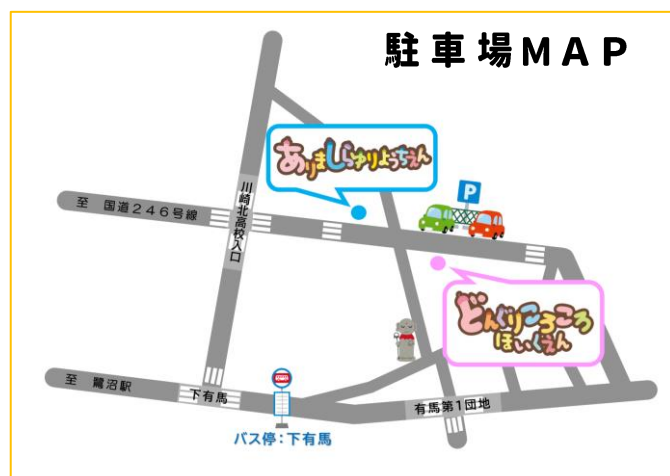 駐車場MAP
ありましらゆりようちえん
P
川崎北高校入口
至 国道246号線
どんぐりころころ
ほいくえん
至 鷺沼駅
下有馬
有馬第1団地
バス停:下有馬